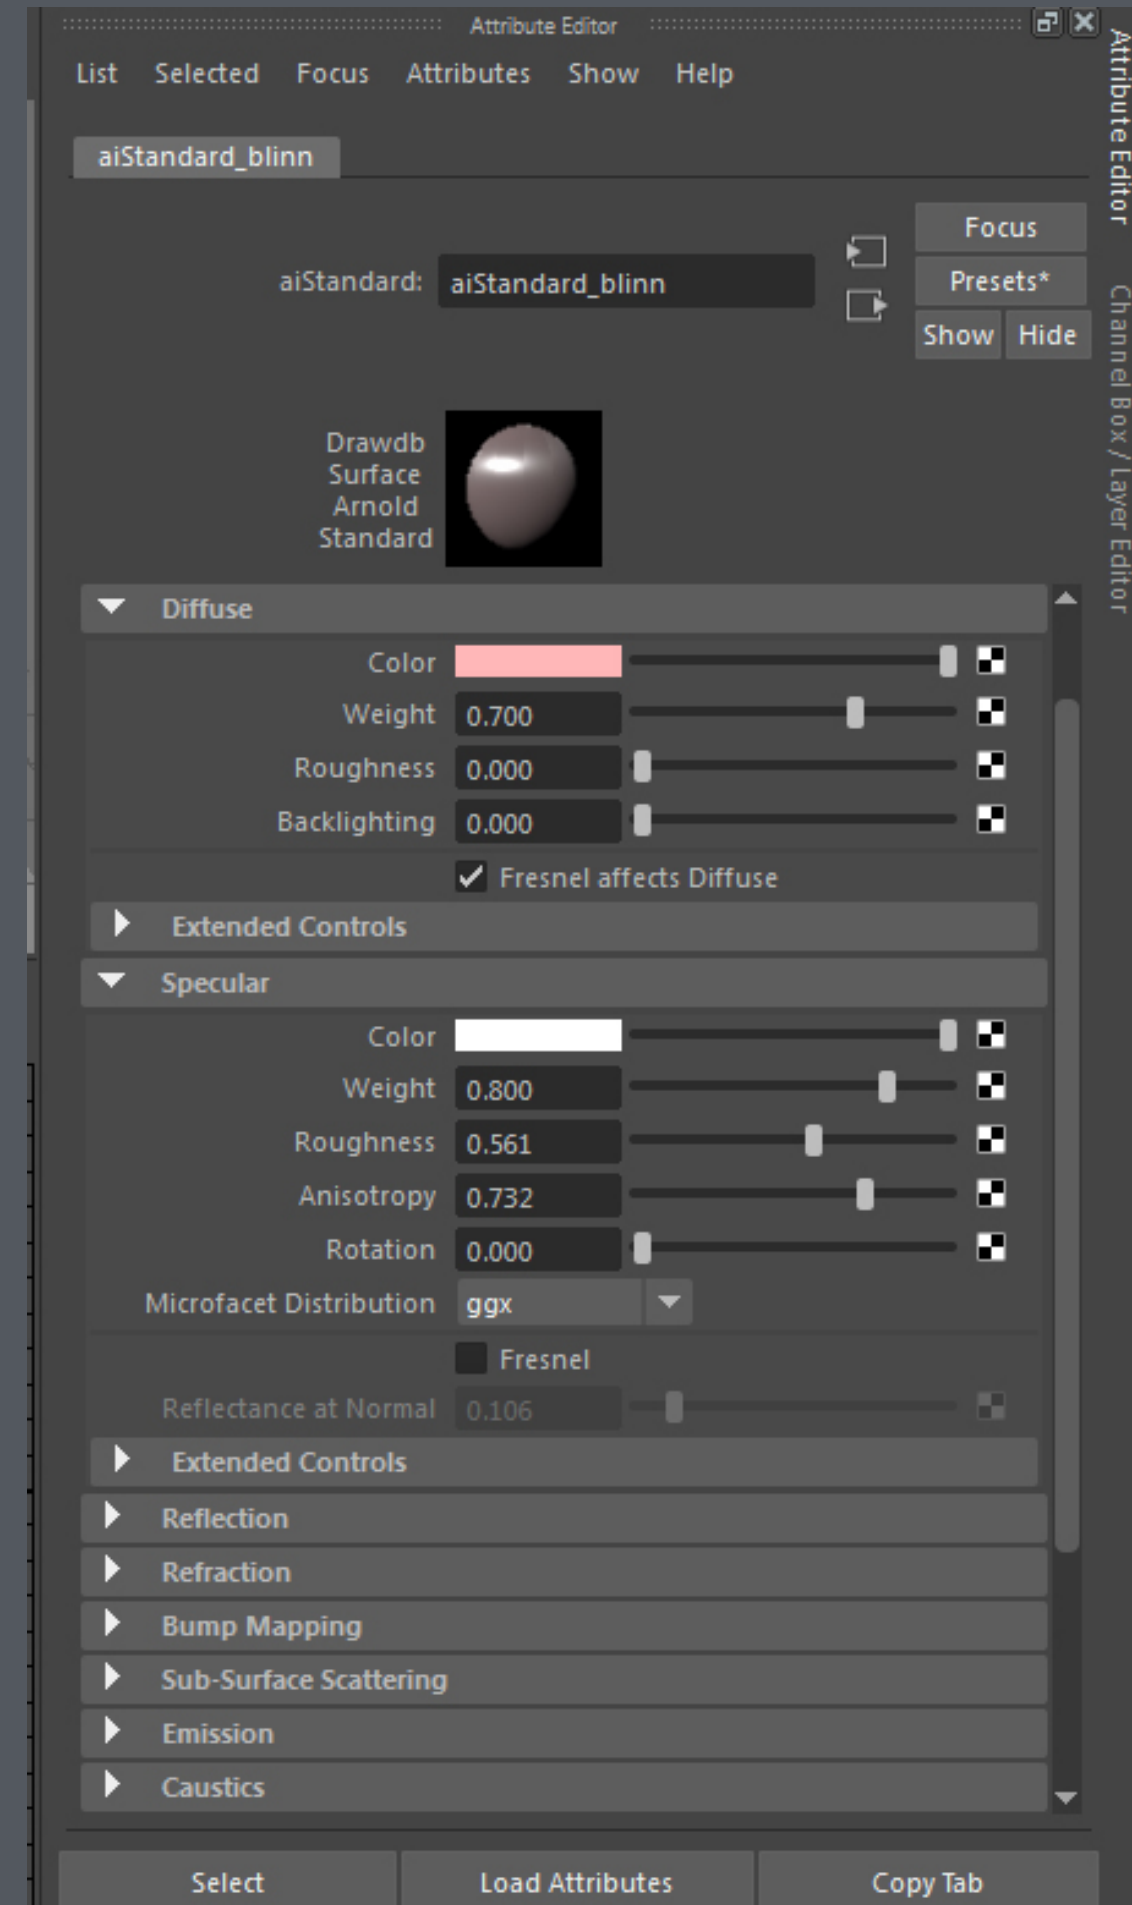 Attribute Editor
List Selected Focus Attributes Show Help
aiStandard_blinn
aiStandard: aiStandard_blinn
Focus
Presets*
Show Hide
Drawdb
Surface
Arnold
Standard
Diffuse
Color
Weight 0.700
Roughness 0.000
Backlighting 0.000
Fresnel affects Diffuse
Extended Controls
Specular
Color
Weight 0.800
Roughness 0.561
Anisotropy 0.732
Rotation 0.000
Microfacet Distribution ggx
Fresnel
Reflectance at Normal 0.106
Extended Controls
Reflection
Refraction
Bump Mapping
Sub-Surface Scattering
Emission
Caustics
Select Load Attributes Copy Tab
Attribute Editor
Channel Box / Layer Editor